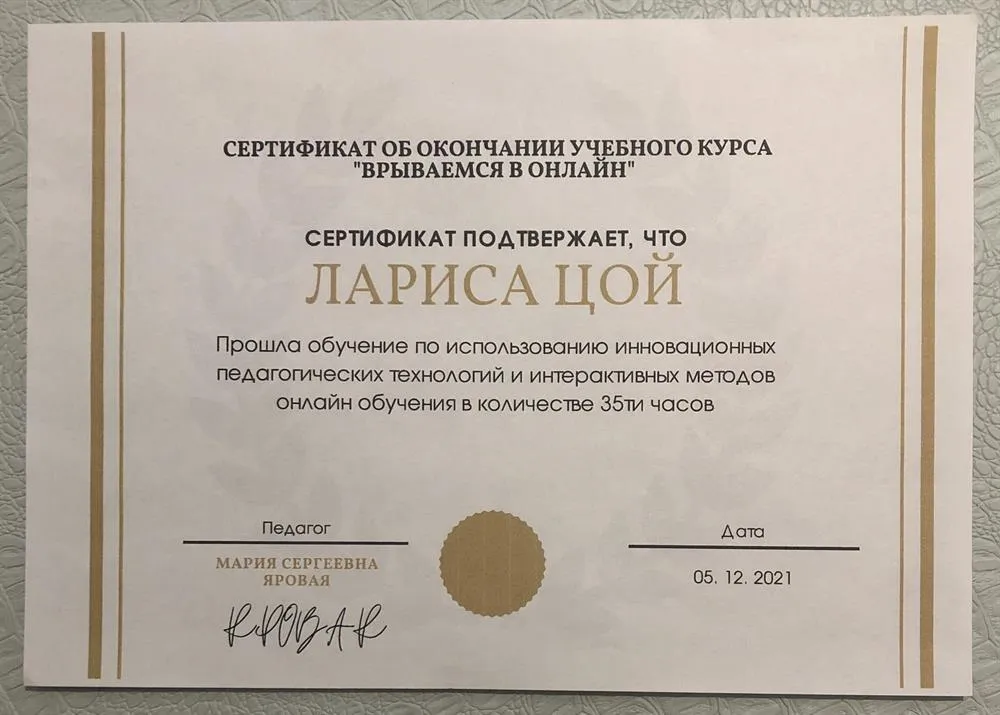 СЕРТИФИКАТ ОБ ОКОНЧАНИИ УЧЕБНОГО КУРСА
"ВРЫВАЕМСЯ В ОНЛАЙН"
СЕРТИФИКАТ ПОДТВЕРЖАЕТ, ЧТО
ЛАРИСА ЦОЙ
Прошла обучение по использованию инновационных
педагогических технологий и интерактивных методов
онлайн обучения в количестве 35ти часов
Педагог
МАРИЯ СЕРГЕЕВНА
ЯРОВАЯ
ЯРОВАЯ
Дата
05. 12. 2021